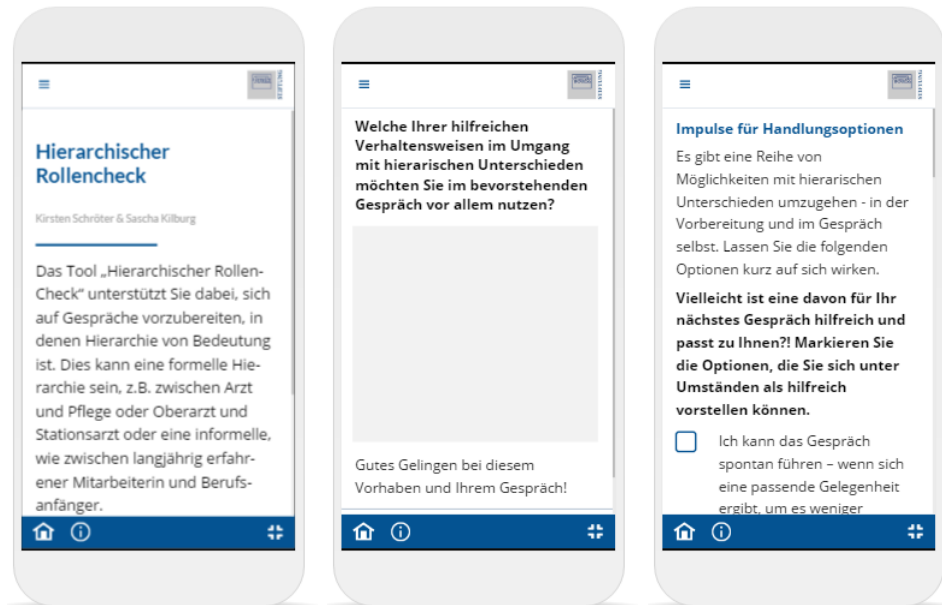 Hierarchischer
Rollencheck
Kirsten Schröter & Sascha Kilburg
Das Tool „Hierarchischer Rollen-
Check“ unterstützt Sie dabei, sich
auf Gespräche vorzubereiten, in
denen Hierarchie von Bedeutung
ist. Dies kann eine formelle Hie-
rarchie sein, z.B. zwischen Arzt
und Pflege oder Oberarzt und
Stationsarzt oder eine informelle,
wie zwischen langjährig erfahr-
ener Mitarbeiterin und Berufs-
anfänger.
Welche Ihrer hilfreichen
Verhaltensweisen im Umgang
mit hierarischen Unterschieden
möchten Sie im bevorstehenden
Gespräch vor allem nutzen?
Gutes Gelingen bei diesem
Vorhaben und Ihrem Gespräch!
Impulse für Handlungsoptionen
Es gibt eine Reihe von
Möglichkeiten mit hierarischen
Unterschieden umzugehen - in der
Vorbereitung und im Gespräch
selbst. Lassen Sie die folgenden
Optionen kurz auf sich wirken.
Vielleicht ist eine davon für Ihr
nächstes Gespräch hilfreich und
passt zu Ihnen?! Markieren Sie
die Optionen, die Sie sich unter
Umständen als hilfreich
vorstellen können.
Ich kann das Gespräch
spontan führen – wenn sich
eine passende Gelegenheit
ergibt, um es weniger